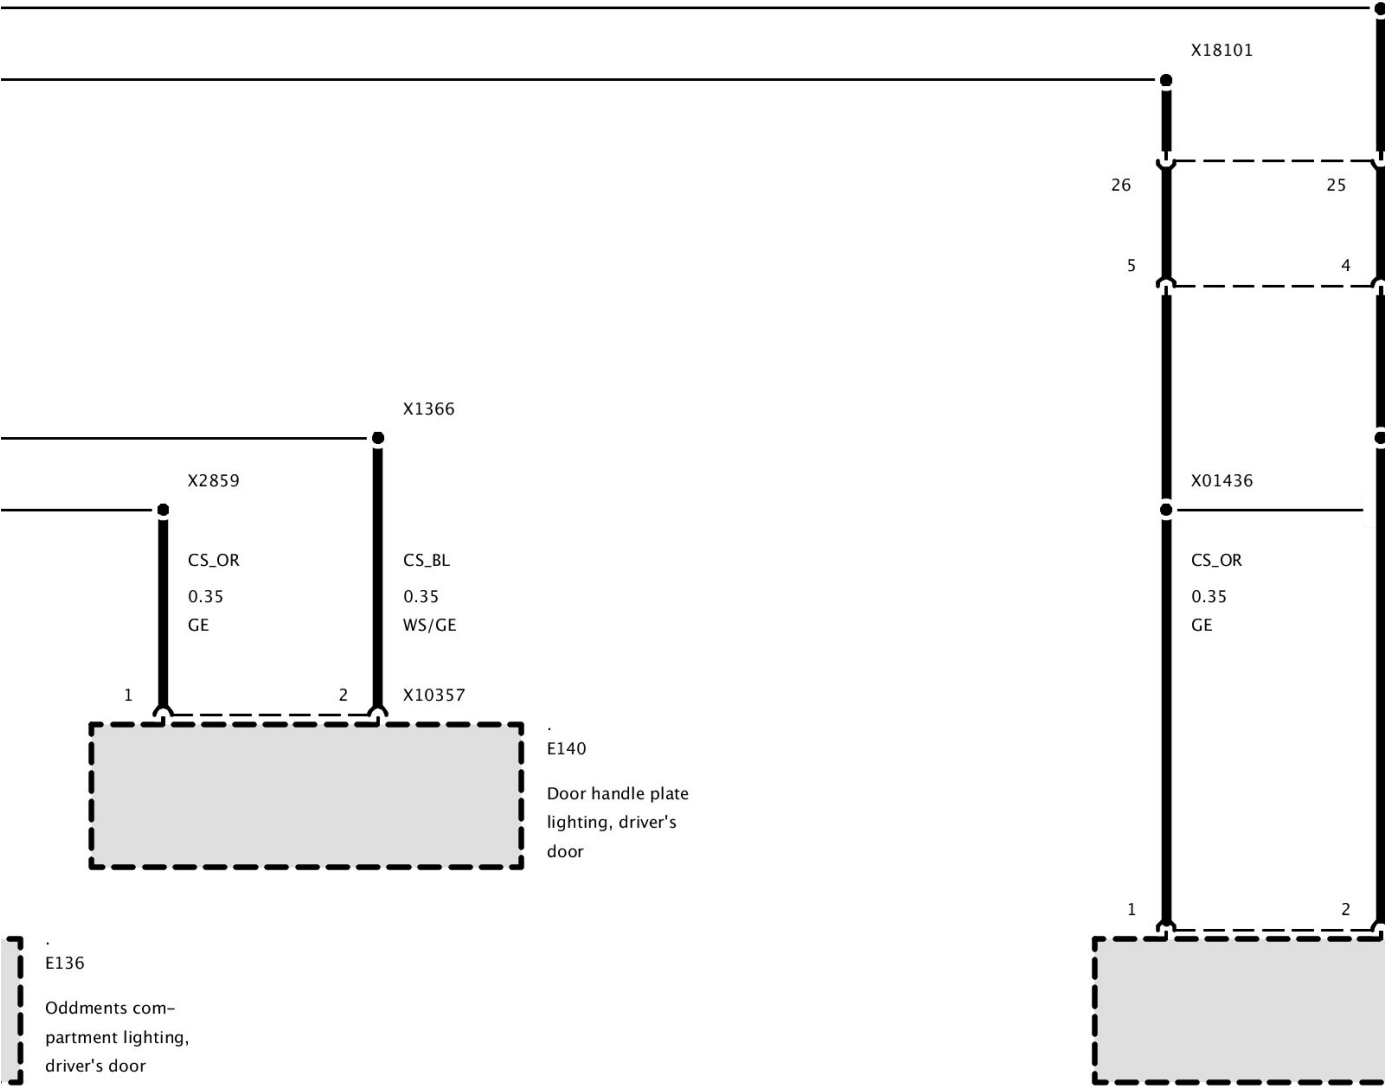 X18101
26
25
5
4
X1366
X2859
X01436
CS_OR
CS_BL
CS_OR
0.35
0.35
0.35
GE
WS/GE
GE
1
2
X10357
.
E140
Door handle plate
lighting, driver's
door
1
2
.
E136
Oddments com-
partment lighting,
driver's door